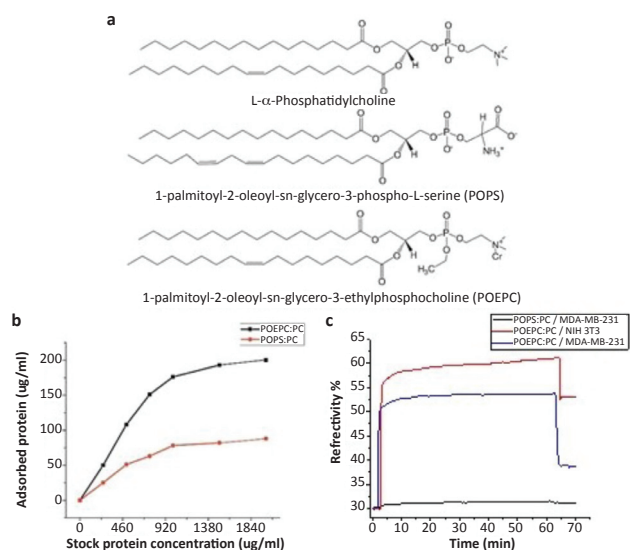 a
O
O
P
O
O
O
O-
N+
O
O
H
L-α-Phosphatidylcholine
O
O
P
O
O
O
O
O-
O-
NH3+
O
O
H
H
1-palmitoyl-2-oleoyl-sn-glycero-3-phospho-L-serine (POPS)
O
O
P
O
O
O
O
N+
Cr
H3C
O
O
H
1-palmitoyl-2-oleoyl-sn-glycero-3-ethylphosphocholine (POEPC)
b
POEPC:PC
POPS:PC
Adsorbed protein (ug/ml)
200
150
100
50
0
0 460 920 1380 1840
Stock protein concentration (ug/ml)
c
POPS:PC / MDA-MB-231
POEPC:PC / NIH 3T3
POEPC:PC / MDA-MB-231
Refrectivity %
65
60
55
50
45
40
35
30
0 10 20 30 40 50 60 70
Time (min)